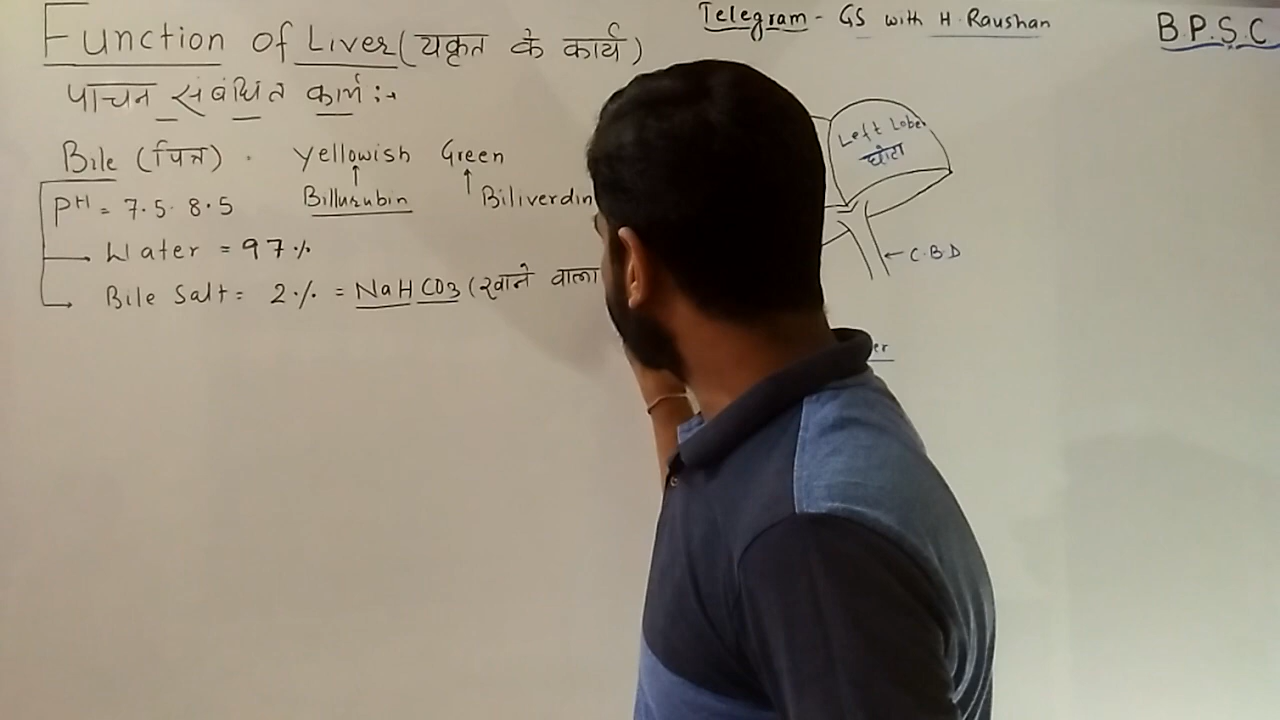 Function of Liver (यकृत के कार्य)
Telegram - GS with H. Raushan
B.P.S.C
पाचन संबंधित कार्य :→
Bile (पित्त) . Yellowish Green
↑ ↑
Billurubin Biliverdin
PH = 7.5. 8.5
Water = 97%
Bile Salt = 2% = NaHCO3 (खाने वाला
Left Lobe
छोटा
← C.B.D
er